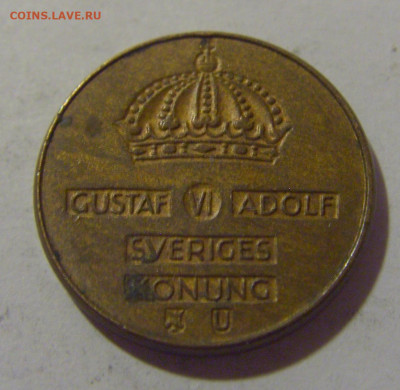 COINS.LAVE.RU
GUSTAF VI ADOLF
SVERIGES
KONUNG
U